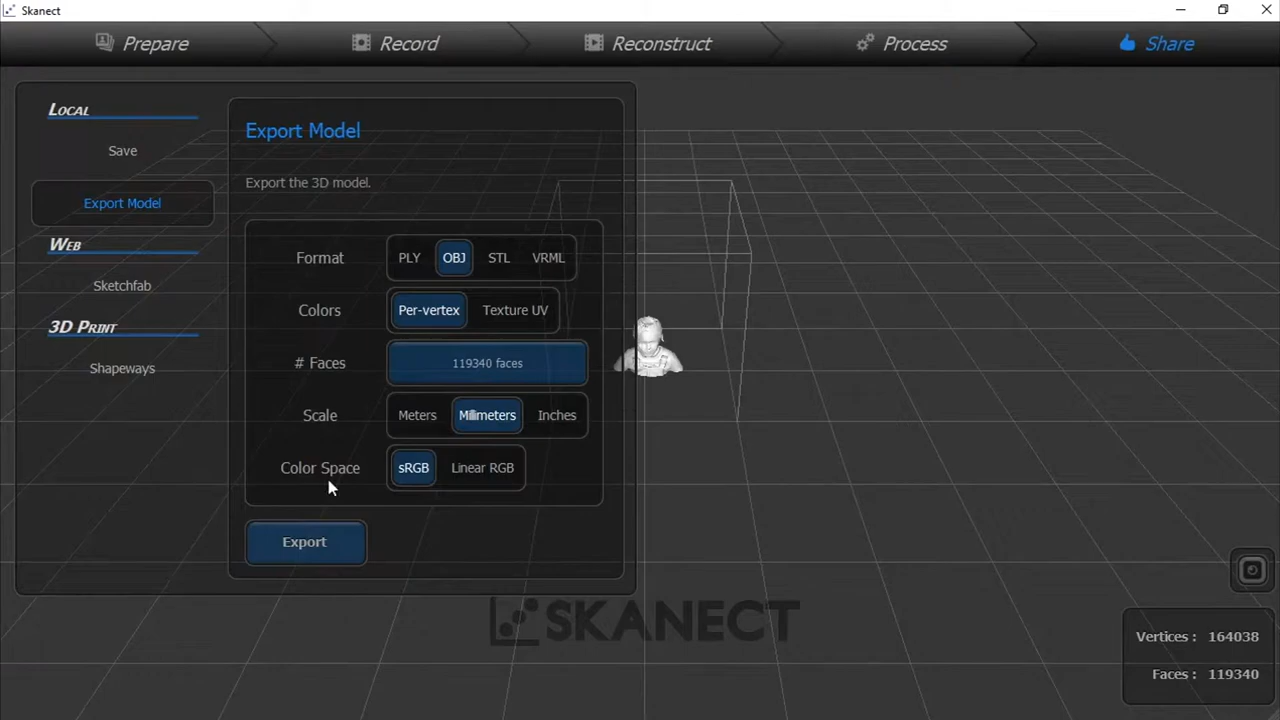 Skanect
Prepare Record Reconstruct Process Share
LOCAL
Save
Export Model
WEB
Sketchfab
3D PRINT
Shapeways
Export Model
Export the 3D model.
Format PLY OBJ STL VRML
Colors Per-vertex Texture UV
# Faces 119340 faces
Scale Meters Millimeters Inches
Color Space sRGB Linear RGB
Export
SKANECT
Vertices : 164038
Faces : 119340